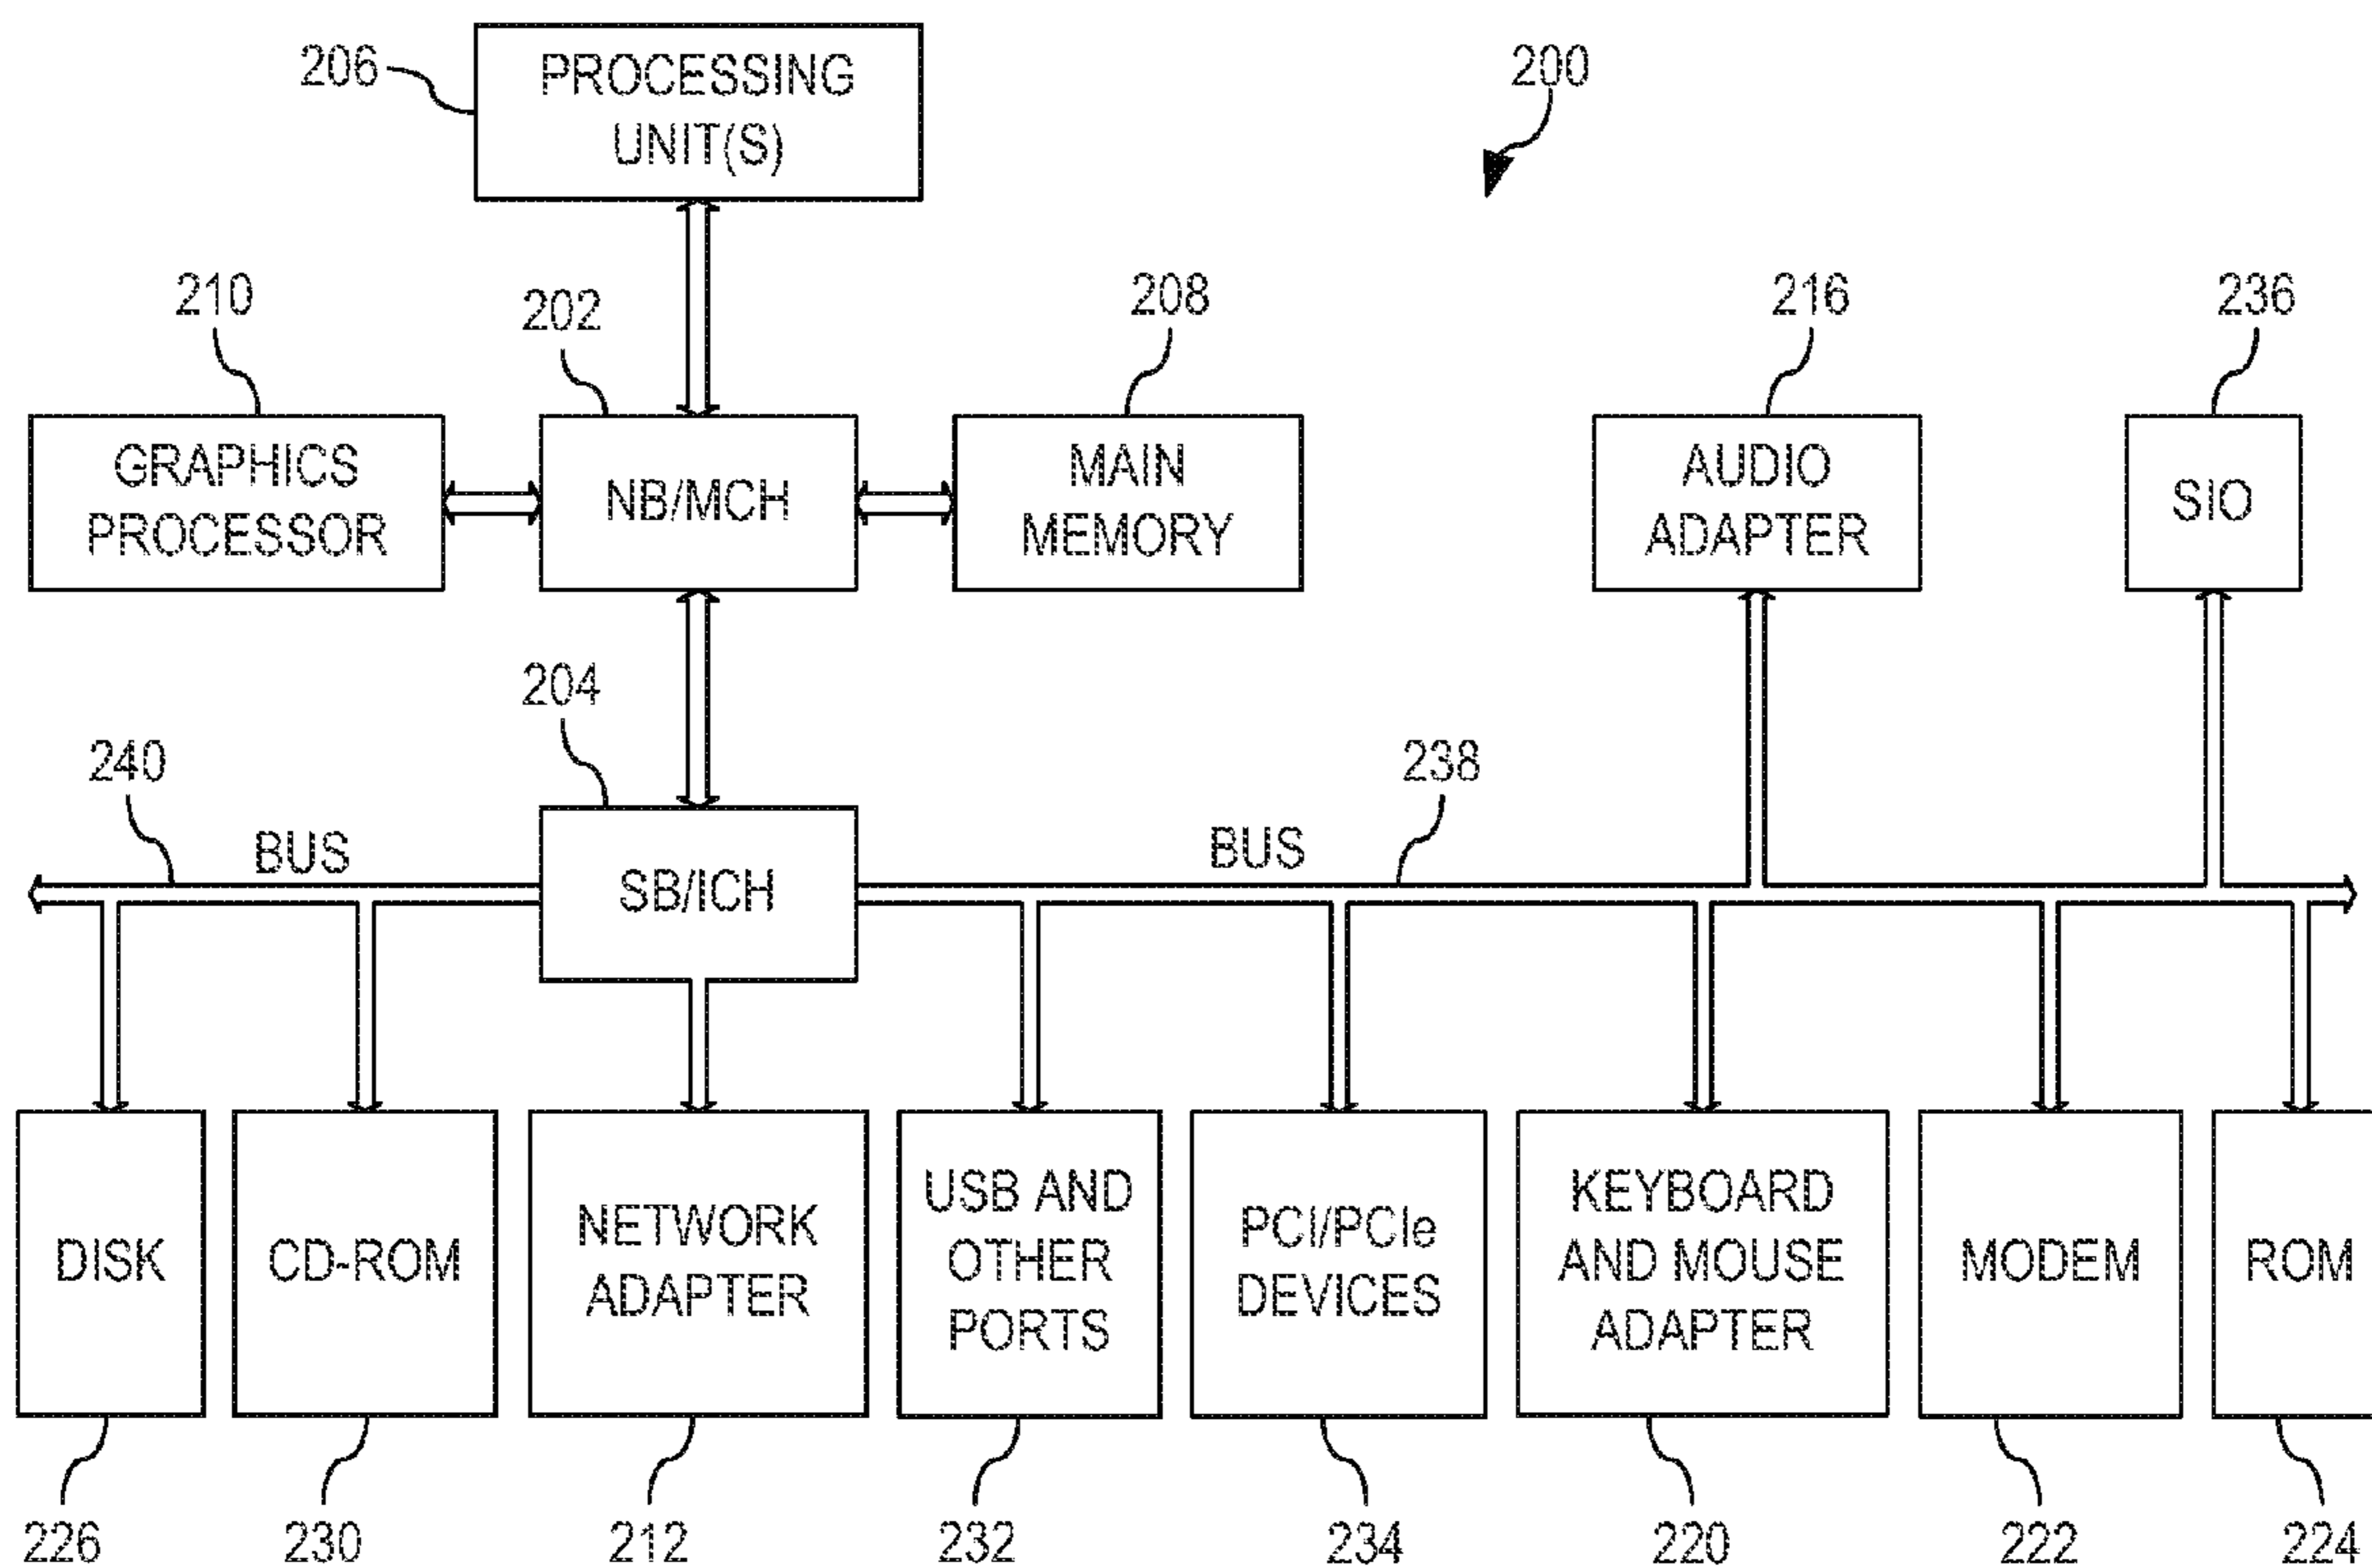 206
PROCESSING
UNIT(S)
200
210
202
208
216
236
GRAPHICS
PROCESSOR
NB/MCH
MAIN
MEMORY
AUDIO
ADAPTER
SIO
204
240
238
BUS
BUS
SB/ICH
DISK
CD-ROM
NETWORK
ADAPTER
USB AND
OTHER
PORTS
PCI/PCIe
DEVICES
KEYBOARD
AND MOUSE
ADAPTER
MODEM
ROM
226
230
212
232
234
220
222
224